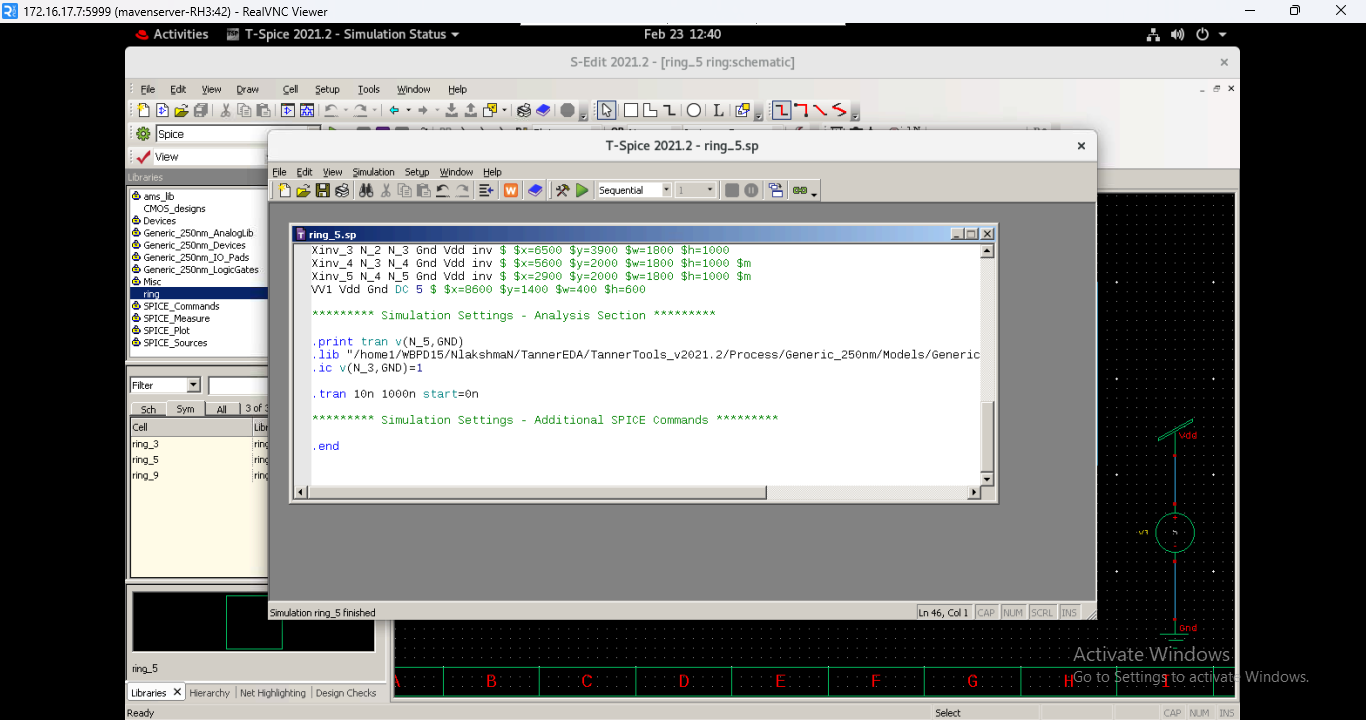 172.16.17.7:5999 (mavenserver-RH3:42) - RealVNC Viewer
Activities T-Spice 2021.2 - Simulation Status Feb 23 12:40
S-Edit 2021.2 - [ring_5 ring:schematic]
File Edit View Draw Cell Setup Tools Window Help
Spice
View
T-Spice 2021.2 - ring_5.sp
File Edit View Simulation Setup Window Help
Sequential 1
Libraries
ams_lib
CMOS_designs
Devices
Generic_250nm_AnalogLib
Generic_250nm_Devices
Generic_250nm_IO_Pads
Generic_250nm_LogicGates
Misc
ring
SPICE_Commands
SPICE_Measure
SPICE_Plot
SPICE_Sources
Filter
Sch Sym All 3 of 3
Cell Libr
ring_3 ring
ring_5 ring
ring_9 ring
ring_5.sp
Xinv_3 N_2 N_3 Gnd Vdd inv $ $x=6500 $y=3900 $w=1800 $h=1000
Xinv_4 N_3 N_4 Gnd Vdd inv $ $x=5600 $y=2000 $w=1800 $h=1000 $m
Xinv_5 N_4 N_5 Gnd Vdd inv $ $x=2900 $y=2000 $w=1800 $h=1000 $m
VV1 Vdd Gnd DC 5 $ $x=8600 $y=1400 $w=400 $h=600
********* Simulation Settings - Analysis Section *********
.print tran v(N_5,GND)
.lib "/home1/WBPD15/NlakshmaN/TannerEDA/TannerTools_v2021.2/Process/Generic_250nm/Models/Generic
.ic v(N_3,GND)=1
.tran 10n 1000n start=0n
********* Simulation Settings - Additional SPICE Commands *********
.end
Simulation ring_5 finished Ln 46, Col 1 CAP NUM SCRL INS
Vdd
Gnd
ring_5
A B C D E F G H I
Libraries Hierarchy Net Highlighting Design Checks
Activate Windows
Go to Settings to activate Windows.
Ready Select CAP NUM INS